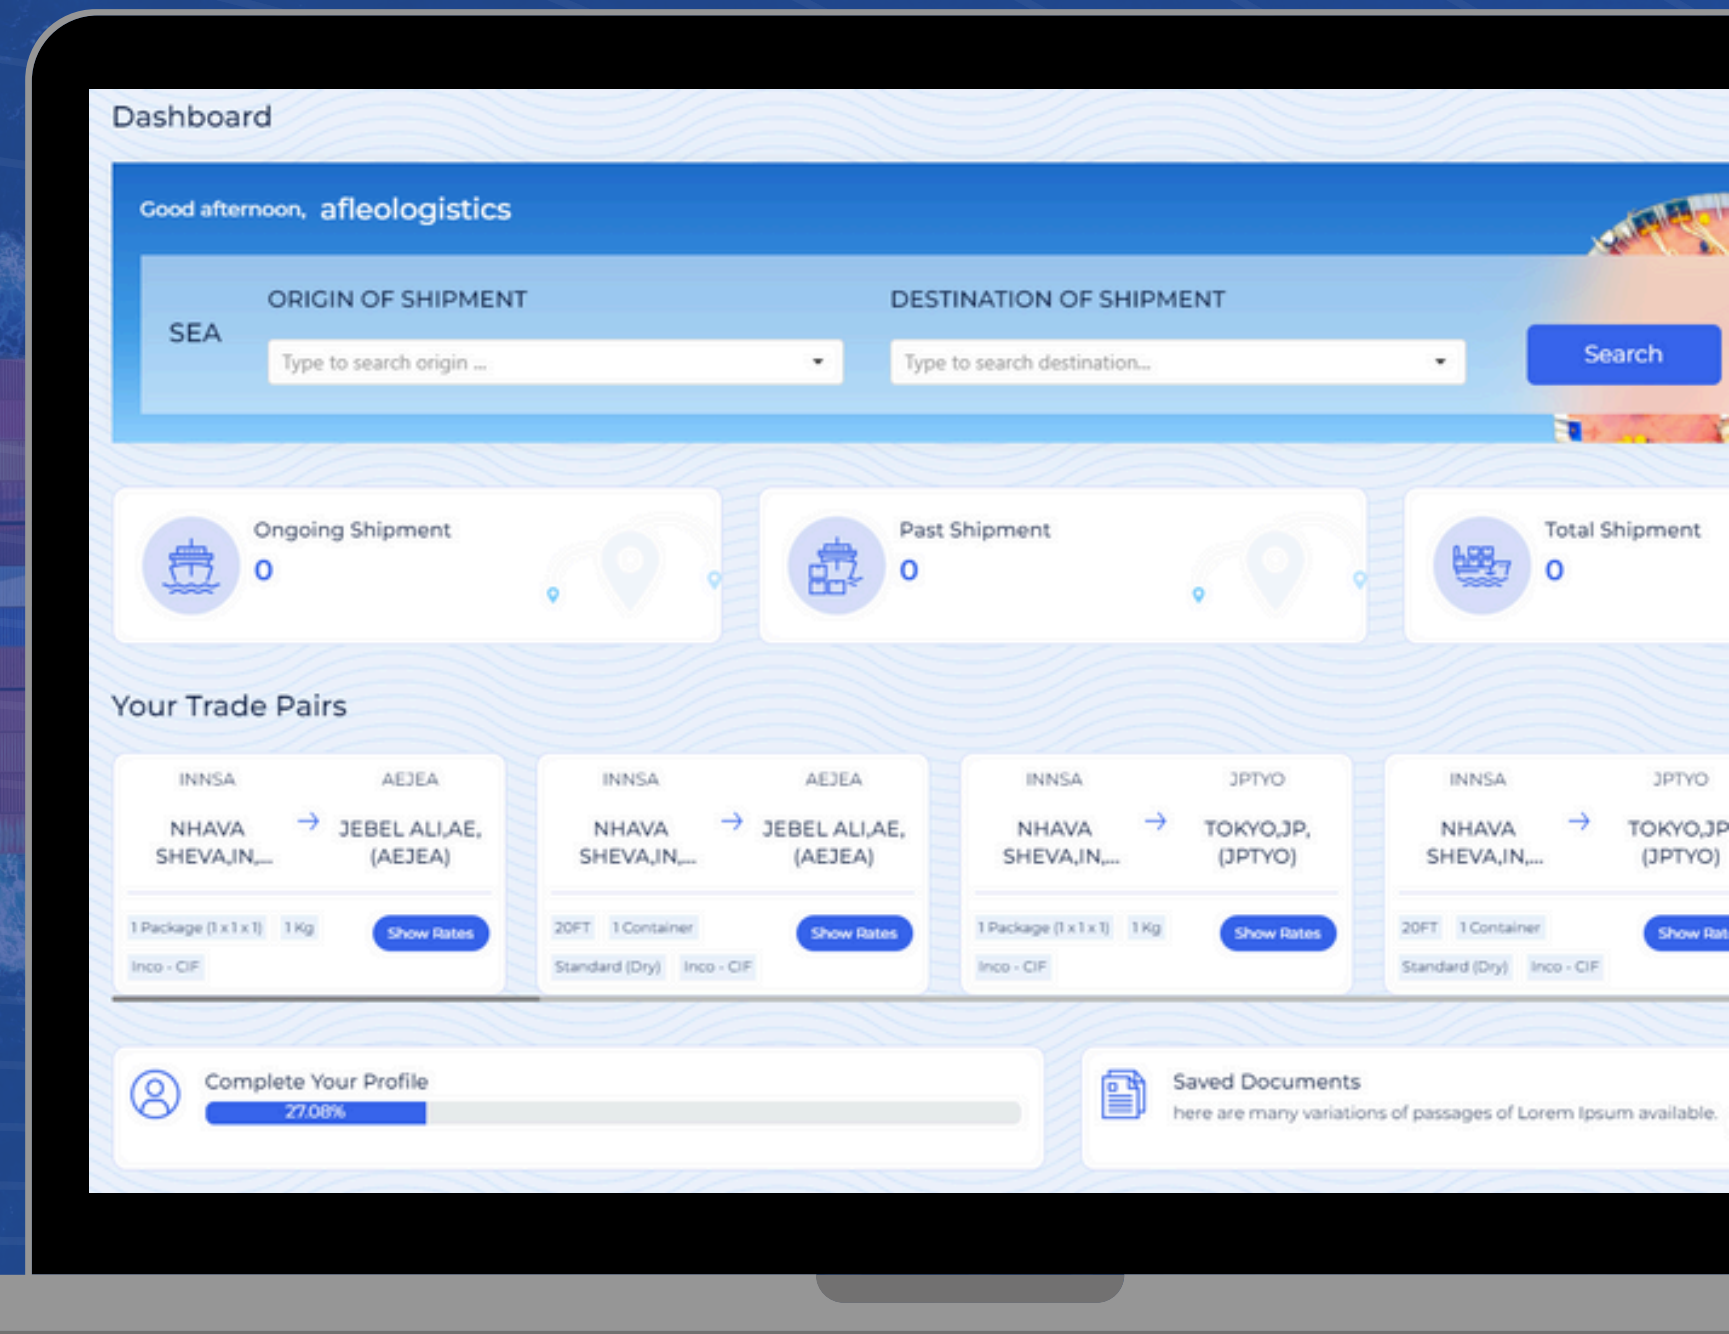 Dashboard
Good afternoon, afleologistics
SEA
ORIGIN OF SHIPMENT
Type to search origin ...
DESTINATION OF SHIPMENT
Type to search destination...
Search
Ongoing Shipment
0
Past Shipment
0
Total Shipment
0
Your Trade Pairs
INNSA
AEJEA
NHAVA
SHEVA,IN,...
JEBEL ALI,AE,
(AEJEA)
1 Package (1 x 1 x 1) 1 Kg
Inco - CIF
Show Rates
INNSA
AEJEA
NHAVA
SHEVA,IN,...
JEBEL ALI,AE,
(AEJEA)
20FT 1 Container
Standard (Dry) Inco - CIF
Show Rates
INNSA
JPTYO
NHAVA
SHEVA,IN,...
TOKYO,JP,
(JPTYO)
1 Package (1 x 1 x 1) 1 Kg
Inco - CIF
Show Rates
INNSA
JPTYO
NHAVA
SHEVA,IN,...
TOKYO,JP
(JPTYO)
20FT 1 Container
Standard (Dry) Inco - CIF
Show Rat
Complete Your Profile
27.08%
Saved Documents
here are many variations of passages of Lorem Ipsum available.